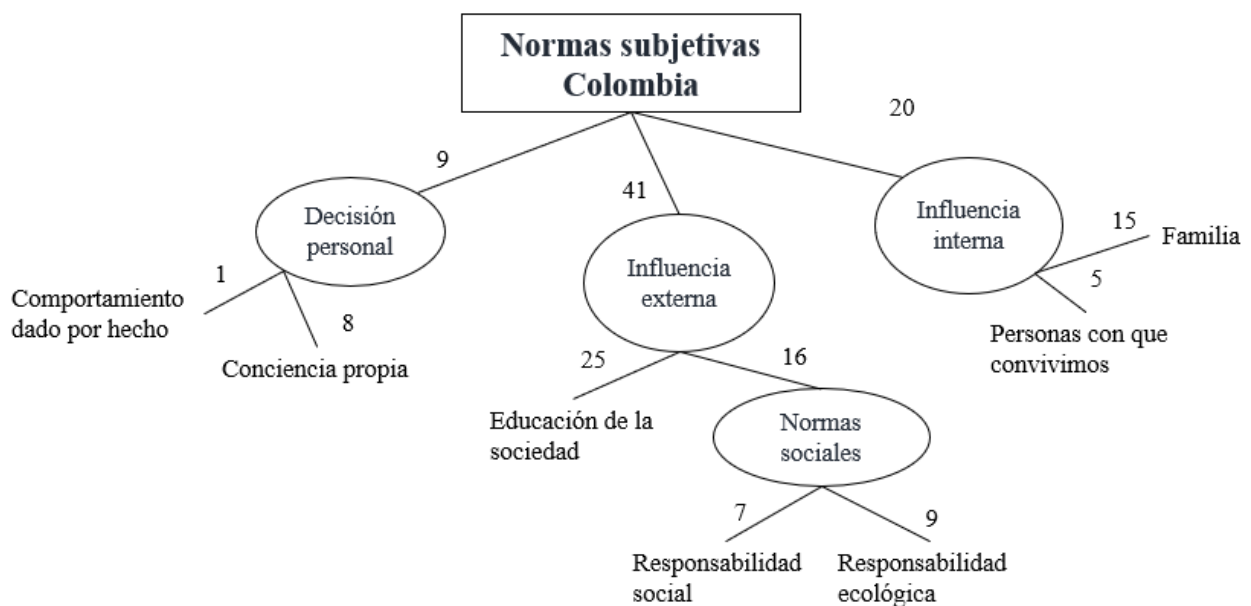 Normas subjetivas
Colombia
9
41
20
Decisión
personal
Influencia
externa
Influencia
interna
1
8
Comportamiento
dado por hecho
Conciencia propia
15
Familia
5
Personas con que
convivimos
25
16
Educación de la
sociedad
Normas
sociales
7
9
Responsabilidad
social
Responsabilidad
ecológica